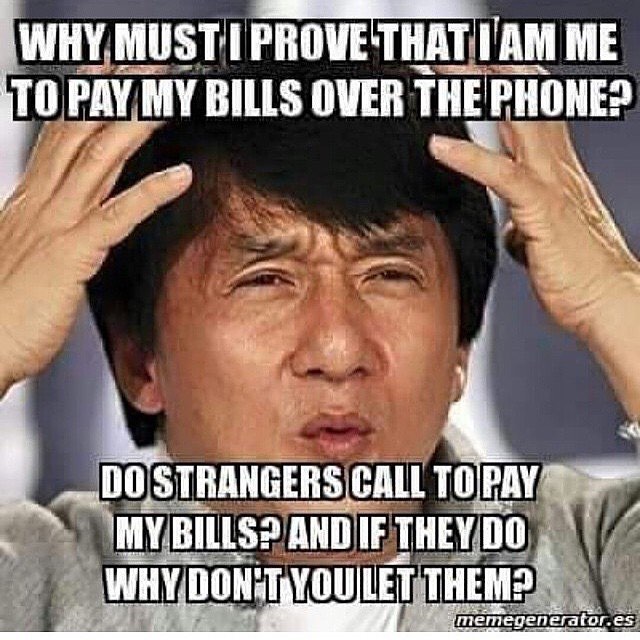 WHY MUST I PROVE THAT I AM ME
TO PAY MY BILLS OVER THE PHONE?
DO STRANGERS CALL TO PAY
MY BILLS? AND IF THEY DO
WHY DON'T YOU LET THEM?
memegenerator.es